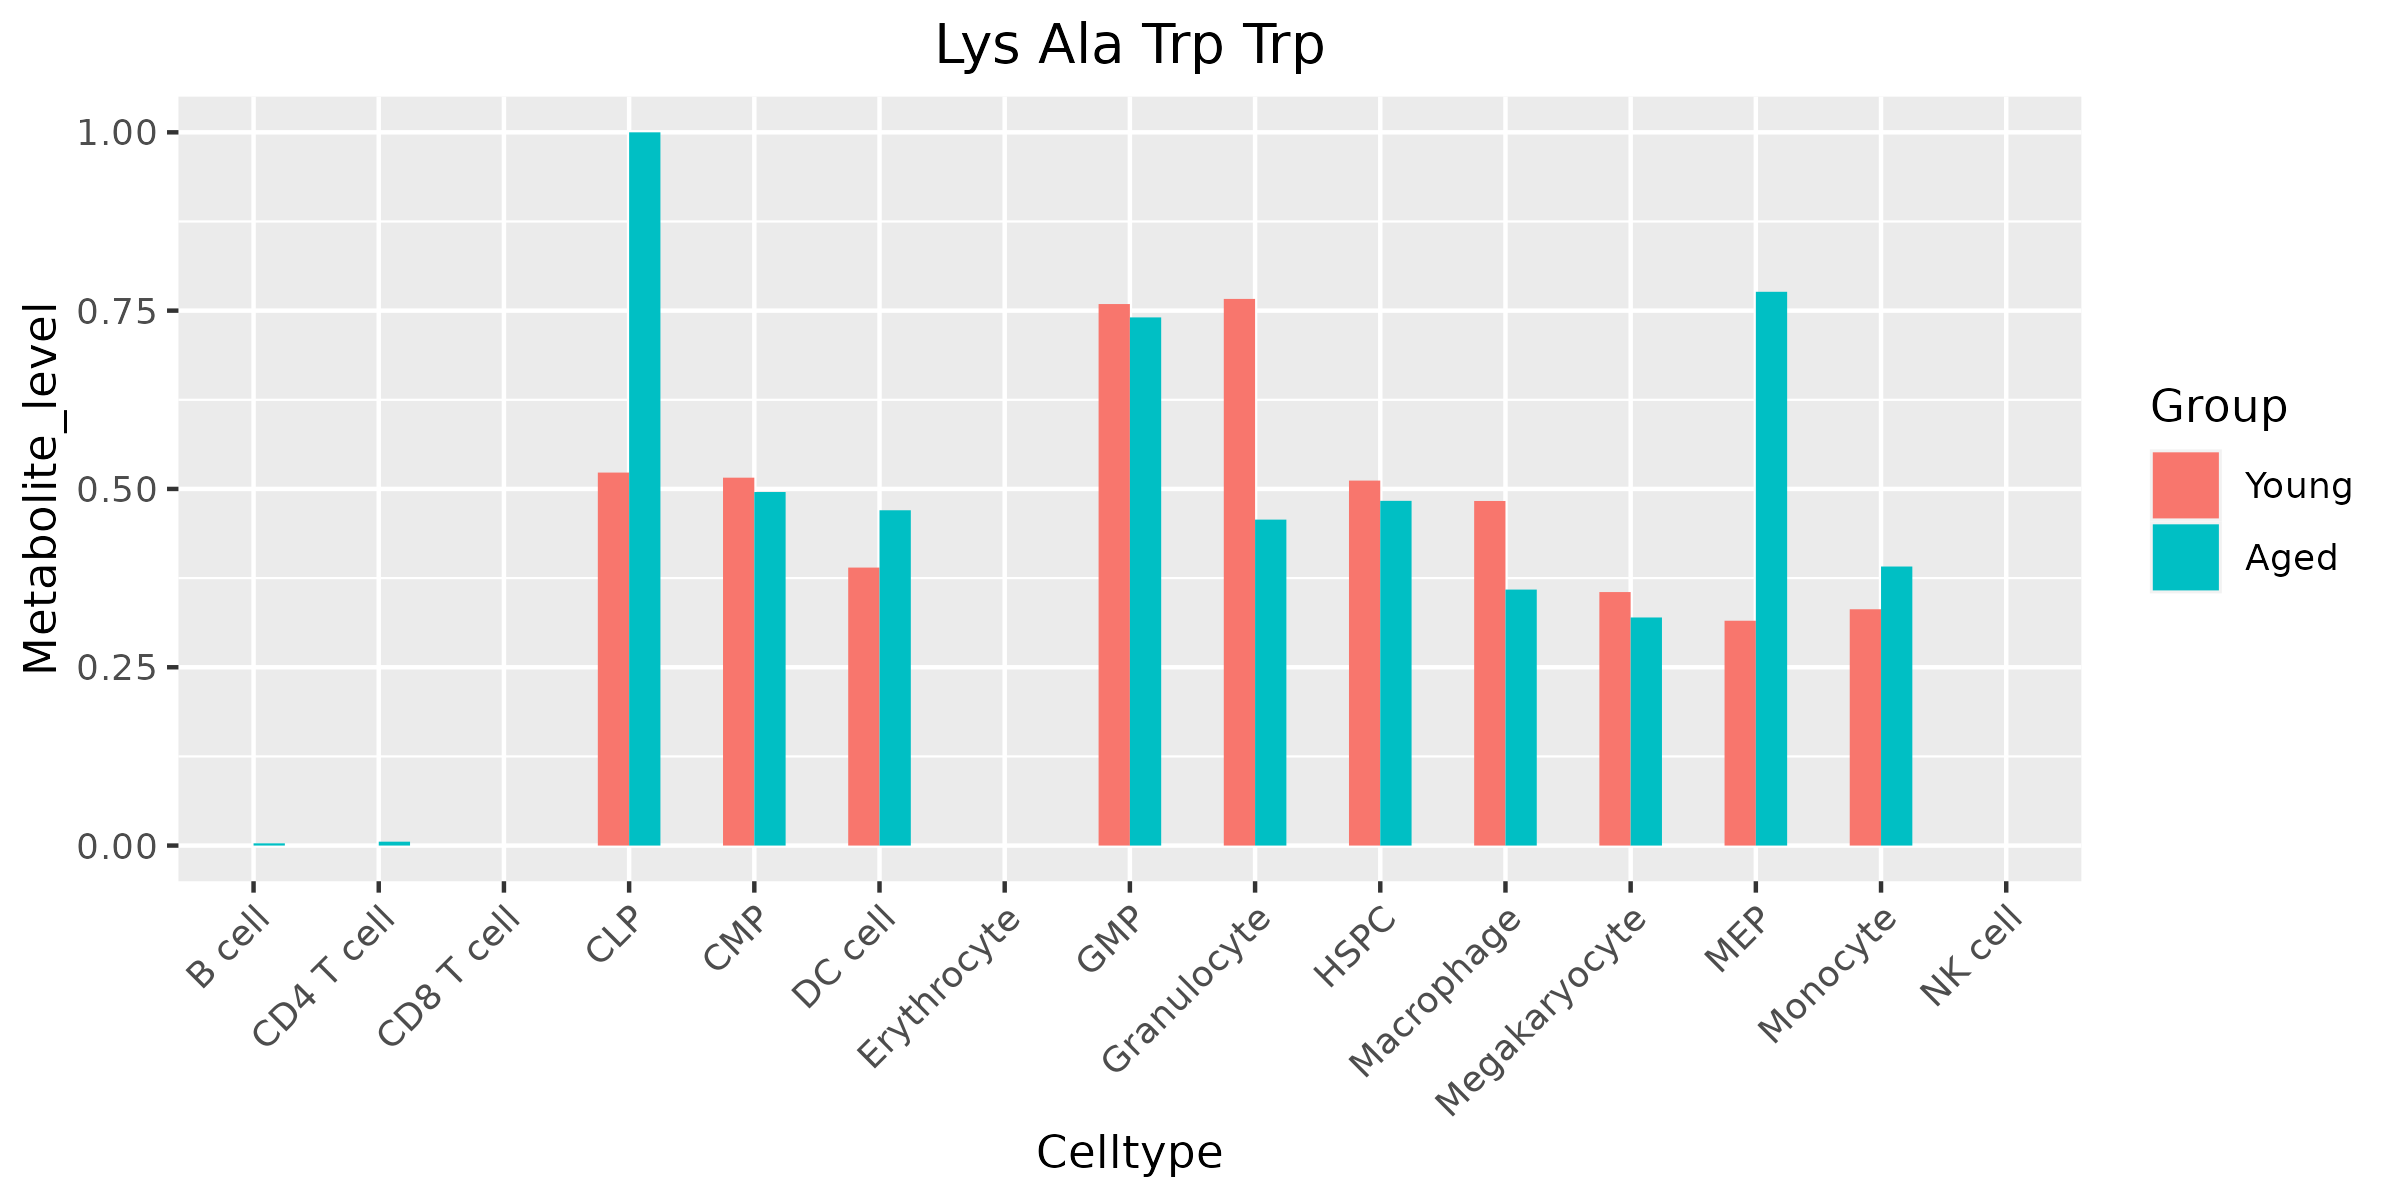 Lys Ala Trp Trp
Metabolite_level
1.00
0.75
0.50
0.25
0.00
B cell
CD4 T cell
CD8 T cell
CLP
CMP
DC cell
Erythrocyte
GMP
Granulocyte
HSPC
Macrophage
Megakaryocyte
MEP
Monocyte
NK cell
Celltype
Group
Young
Aged